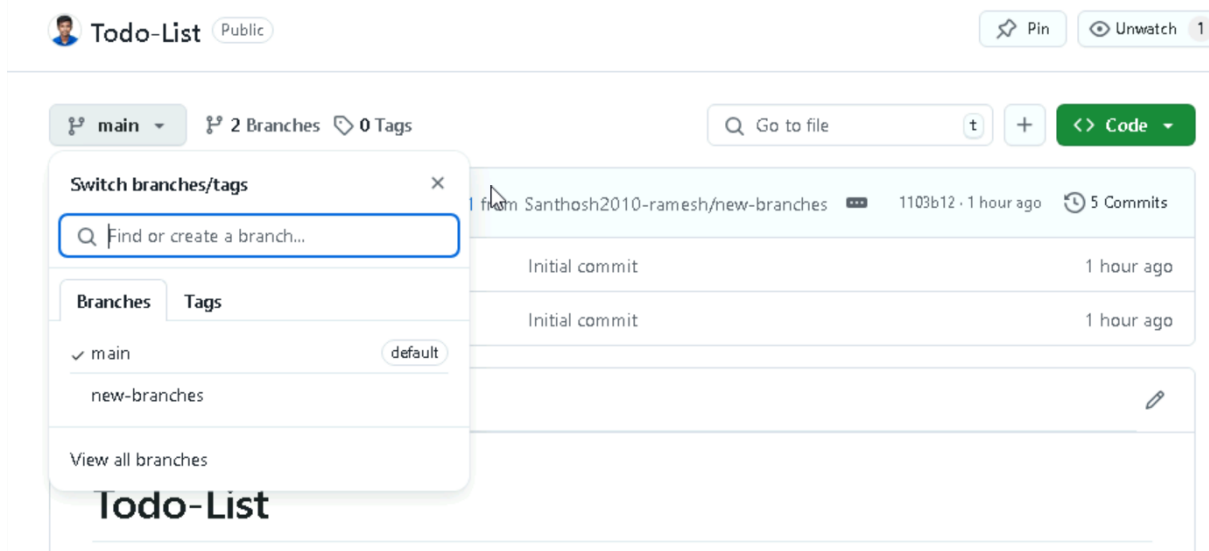 Todo-List Public Pin Unwatch 1
main 2 Branches 0 Tags Go to file t + Code
Switch branches/tags
1 from Santhosh2010-ramesh/new-branches 1103b12 · 1 hour ago 5 Commits
Find or create a branch...
Initial commit 1 hour ago
Branches Tags
Initial commit 1 hour ago
main default
new-branches
View all branches
Todo-List